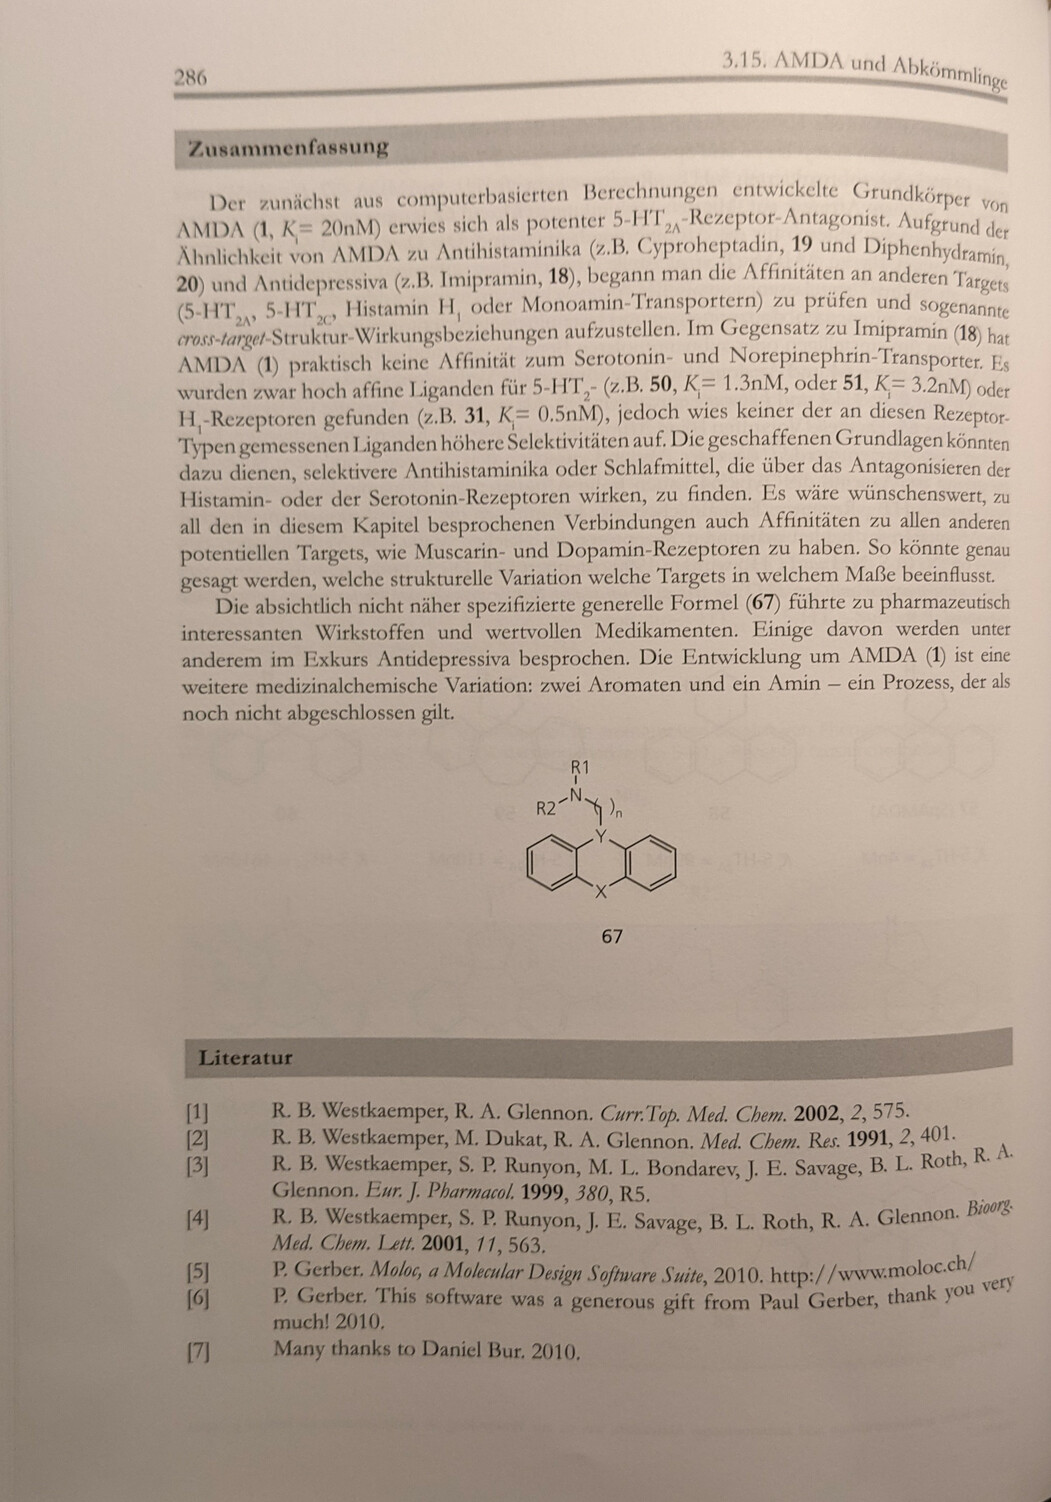 286
3.15. AMDA und Abkömmlinge
Zusammenfassung
Der zunächst aus computerbasierten Berechnungen entwickelte Grundkörper von
AMDA (1, Ki= 20nM) erwies sich als potenter 5-HT2A-Rezeptor-Antagonist. Aufgrund der
Ähnlichkeit von AMDA zu Antihistaminika (z.B. Cyproheptadin, 19 und Diphenhydramin,
20) und Antidepressiva (z.B. Imipramin, 18), begann man die Affinitäten an anderen Targets
(5-HT2A, 5-HT2C, Histamin H1 oder Monoamin-Transportern) zu prüfen und sogenannte
cross-target-Struktur-Wirkungsbeziehungen aufzustellen. Im Gegensatz zu Imipramin (18) hat
AMDA (1) praktisch keine Affinität zum Serotonin- und Norepinephrin-Transporter. Es
wurden zwar hoch affine Liganden für 5-HT2- (z.B. 50, Ki= 1.3nM, oder 51, Ki= 3.2nM) oder
H1-Rezeptoren gefunden (z.B. 31, Ki= 0.5nM), jedoch wies keiner der an diesen Rezeptor-
Typen gemessenen Liganden höhere Selektivitäten auf. Die geschaffenen Grundlagen könnten
dazu dienen, selektivere Antihistaminika oder Schlafmittel, die über das Antagonisieren der
Histamin- oder der Serotonin-Rezeptoren wirken, zu finden. Es wäre wünschenswert, zu
all den in diesem Kapitel besprochenen Verbindungen auch Affinitäten zu allen anderen
potentiellen Targets, wie Muscarin- und Dopamin-Rezeptoren zu haben. So könnte genau
gesagt werden, welche strukturelle Variation welche Targets in welchem Maße beeinflusst.
Die absichtlich nicht näher spezifizierte generelle Formel (67) führte zu pharmazeutisch
interessanten Wirkstoffen und wertvollen Medikamenten. Einige davon werden unter
anderem im Exkurs Antidepressiva besprochen. Die Entwicklung um AMDA (1) ist eine
weitere medizinalchemische Variation: zwei Aromaten und ein Amin – ein Prozess, der als
noch nicht abgeschlossen gilt.
R1
N
R2
( )n
Y
X
67
Literatur
[1] R. B. Westkaemper, R. A. Glennon. Curr.Top. Med. Chem. 2002, 2, 575.
[2] R. B. Westkaemper, M. Dukat, R. A. Glennon. Med. Chem. Res. 1991, 2, 401.
[3] R. B. Westkaemper, S. P. Runyon, M. L. Bondarev, J. E. Savage, B. L. Roth, R. A.
Glennon. Eur. J. Pharmacol. 1999, 380, R5.
[4] R. B. Westkaemper, S. P. Runyon, J. E. Savage, B. L. Roth, R. A. Glennon. Bioorg.
Med. Chem. Lett. 2001, 11, 563.
[5] P. Gerber. Moloc, a Molecular Design Software Suite, 2010. http://www.moloc.ch/
[6] P. Gerber. This software was a generous gift from Paul Gerber, thank you very
much! 2010.
[7] Many thanks to Daniel Bur. 2010.